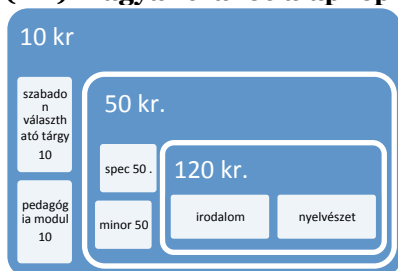 10 kr
szabado
n
választh
ató tárgy
10
pedagóg
ia modul
10
50 kr.
spec 50 .
minor 50
120 kr.
irodalom
nyelvészet